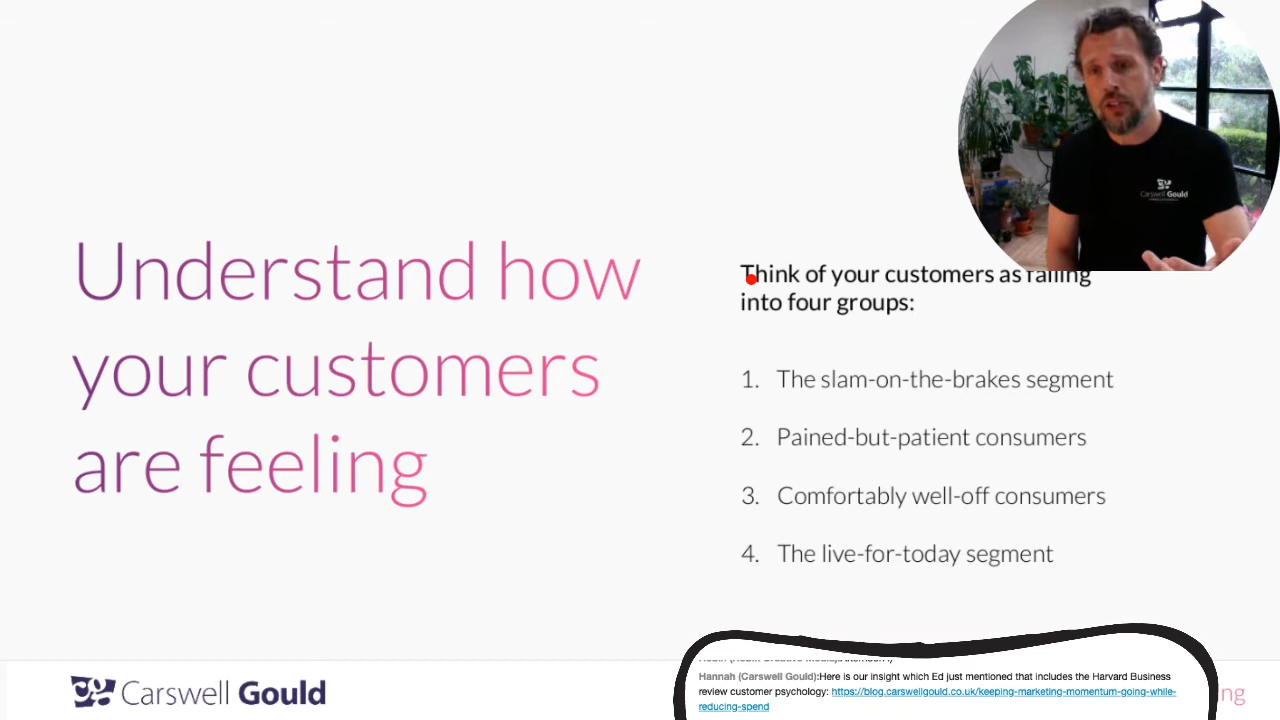 Carswell Gould
Understand how
your customers
are feeling
Think of your customers as falling
into four groups:
1. The slam-on-the-brakes segment
2. Pained-but-patient consumers
3. Comfortably well-off consumers
4. The live-for-today segment
Carswell Gould
Hannah (Carswell Gould):Here is our insight which Ed just mentioned that includes the Harvard Business
review customer psychology: https://blog.carswellgould.co.uk/keeping-marketing-momentum-going-while-
reducing-spend